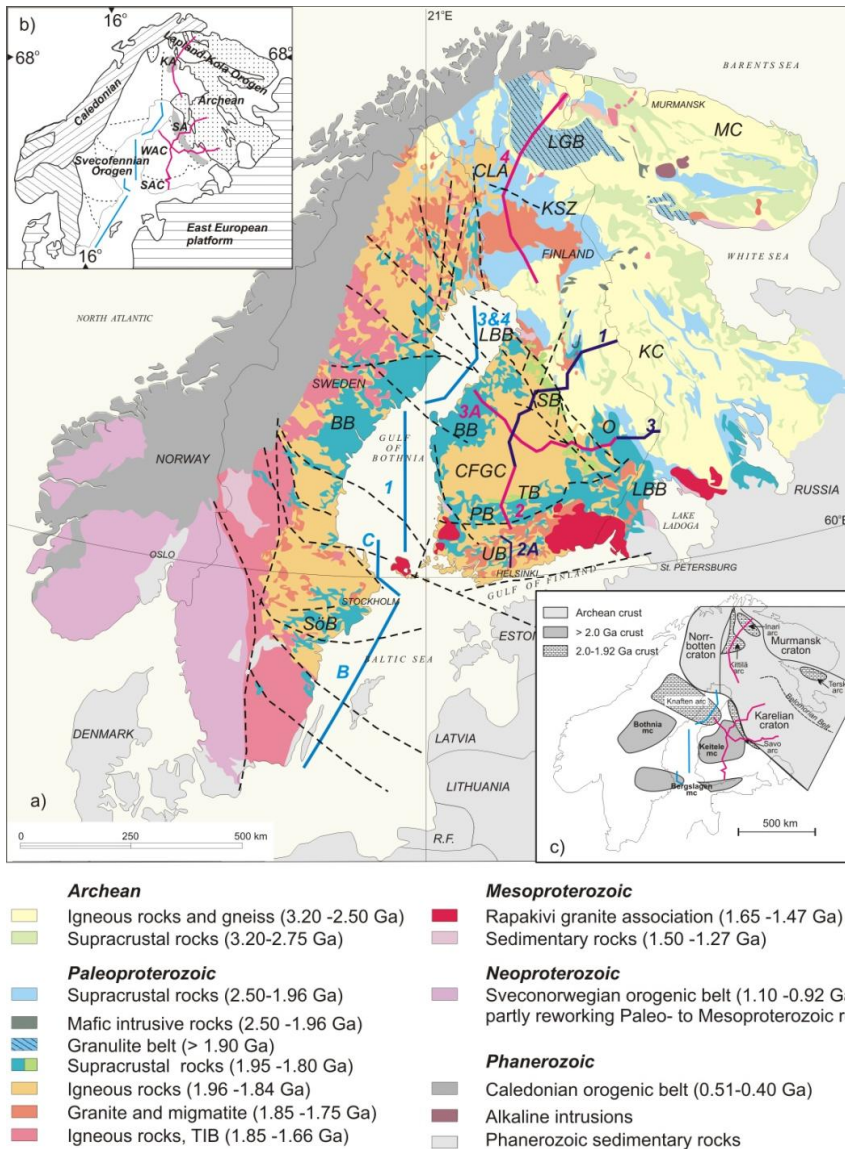 b)
16°
21°E
68°
68°
Lapland-Kola Orogen
KA
Caledonian
Archean
SA
WAC
Svecofennian
Orogen
SAC
East European
platform
16°
BARENTS SEA
MURMANSK
MC
LGB
4
CLA
KSZ
FINLAND
WHITE SEA
NORTH ATLANTIC
3&4
LBB
J
1
KC
SWEDEN
SB
3A
BB
BB
O
3
GULF
OF
BOTHNIA
CFGC
NORWAY
1
TB
LBB
RUSSIA
PB
2
LAKE
LADOGA
60°E
C
UB
2A
OSLO
HELSINKI
St. PETERSBURG
GULF OF FINLAND
STOCKHOLM
SöB
ESTON
B
BALTIC SEA
DENMARK
LATVIA
LITHUANIA
R.F.
a)
0
250
500 km
Archean crust
> 2.0 Ga crust
2.0-1.92 Ga crust
Norr-
botten
craton
Inari
arc
Murmansk
craton
Kittilä
arc
Tersk
arc
Belomorian Belt
Knaften arc
Karelian
craton
Bothnia
mc
Keitele
mc
Savo
arc
Bergslagen
mc
500 km
c)
Archean
Igneous rocks and gneiss (3.20 -2.50 Ga)
Supracrustal rocks (3.20-2.75 Ga)
Paleoproterozoic
Supracrustal rocks (2.50-1.96 Ga)
Mafic intrusive rocks (2.50 -1.96 Ga)
Granulite belt (> 1.90 Ga)
Supracrustal rocks (1.95 -1.80 Ga)
Igneous rocks (1.96 -1.84 Ga)
Granite and migmatite (1.85 -1.75 Ga)
Igneous rocks, TIB (1.85 -1.66 Ga)
Mesoproterozoic
Rapakivi granite association (1.65 -1.47 Ga)
Sedimentary rocks (1.50 -1.27 Ga)
Neoproterozoic
Sveconorwegian orogenic belt (1.10 -0.92 Ga
partly reworking Paleo- to Mesoproterozoic r
Phanerozoic
Caledonian orogenic belt (0.51-0.40 Ga)
Alkaline intrusions
Phanerozoic sedimentary rocks